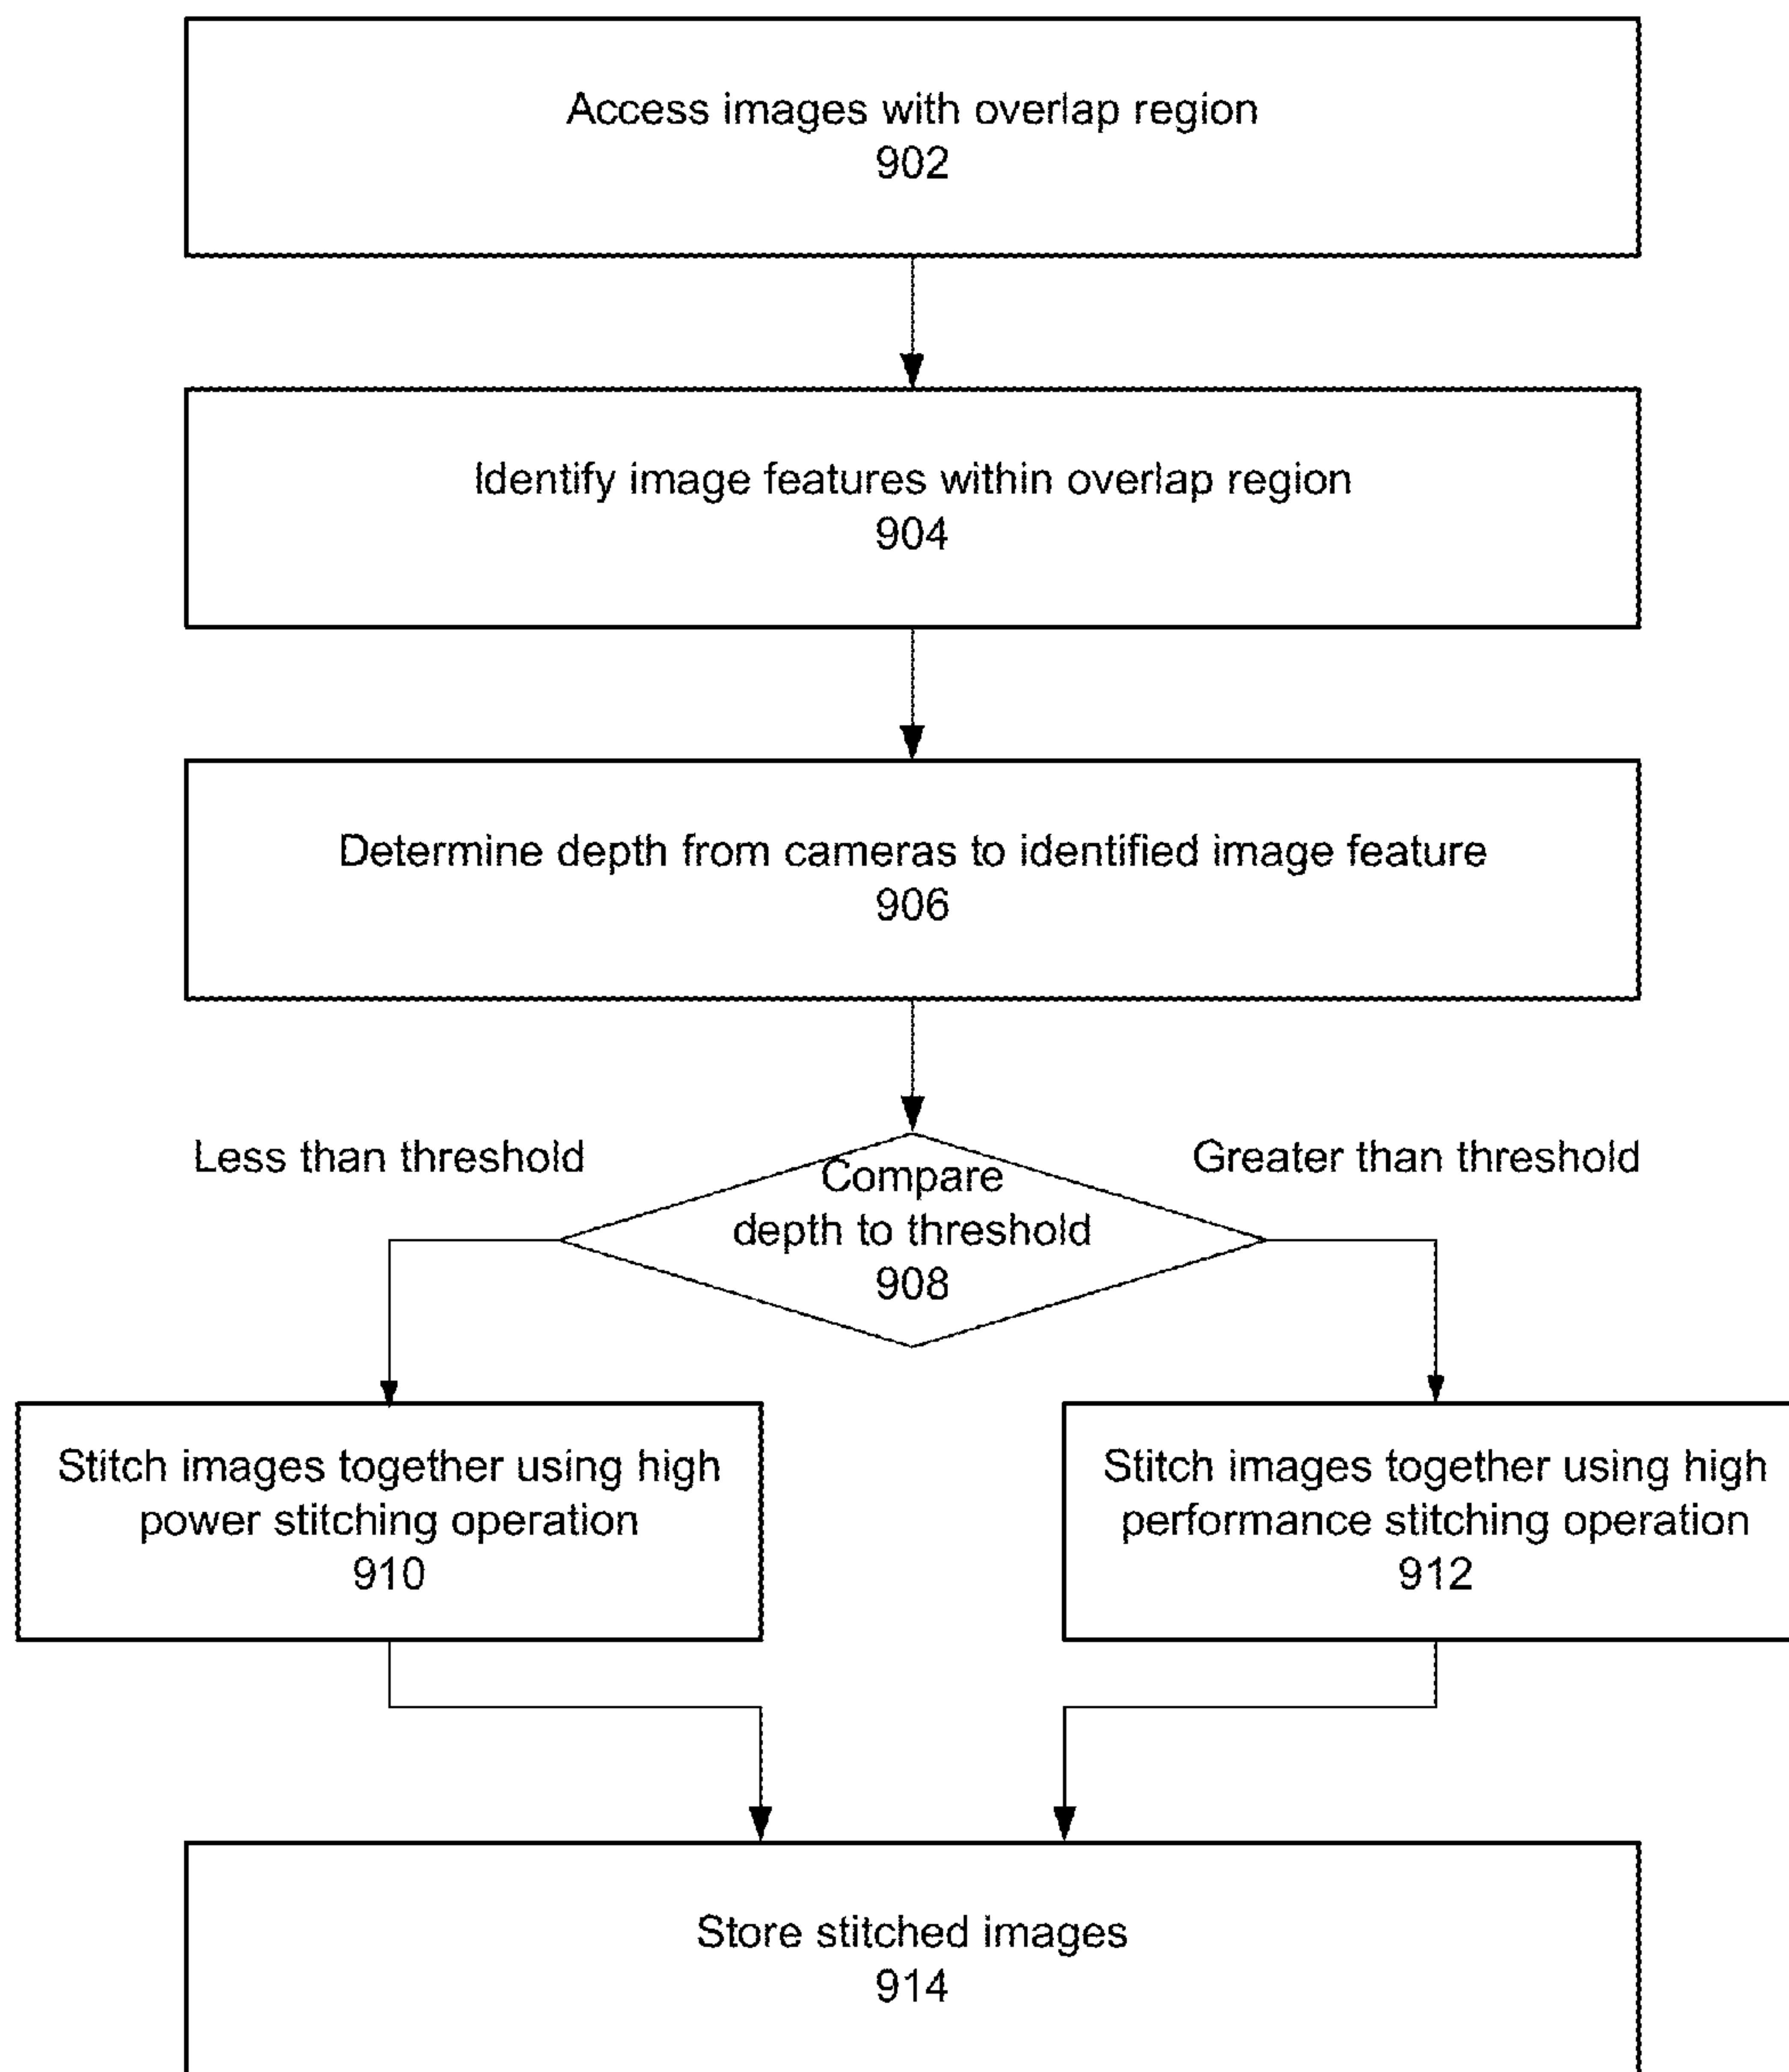 Access images with overlap region
902
Identify image features within overlap region
904
Determine depth from cameras to identified image feature
906
Less than threshold
Greater than threshold
Compare
depth to threshold
908
Stitch images together using high
power stitching operation
910
Stitch images together using high
performance stitching operation
912
Store stitched images
914